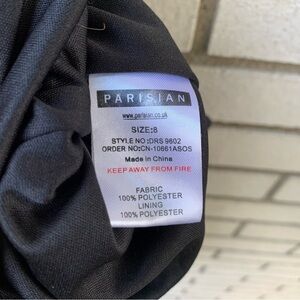 PARISIAN
www.parisian.co.uk
SIZE:8
STYLE NO:DRS 9602
ORDER NO:CN-10661ASOS
Made in China
KEEP AWAY FROM FIRE
FABRIC
100% POLYESTER
LINING
100% POLYESTER